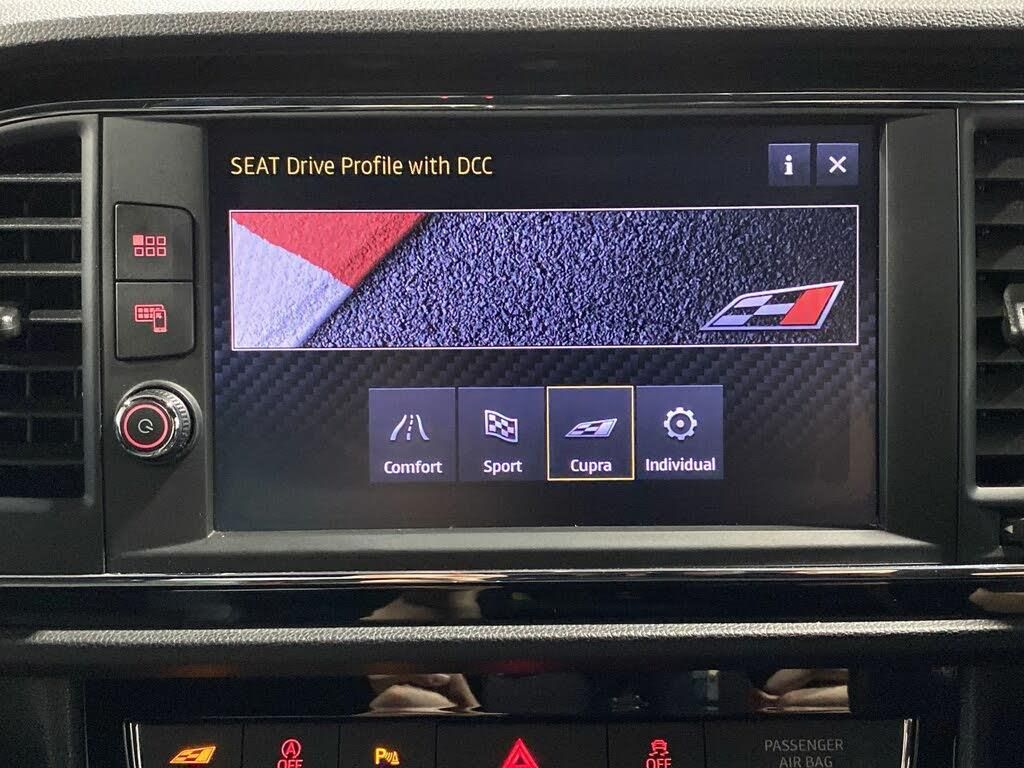 SEAT Drive Profile with DCC
i
Comfort
Sport
Cupra
Individual
OFF
P
OFF
PASSENGER
AIR BAG